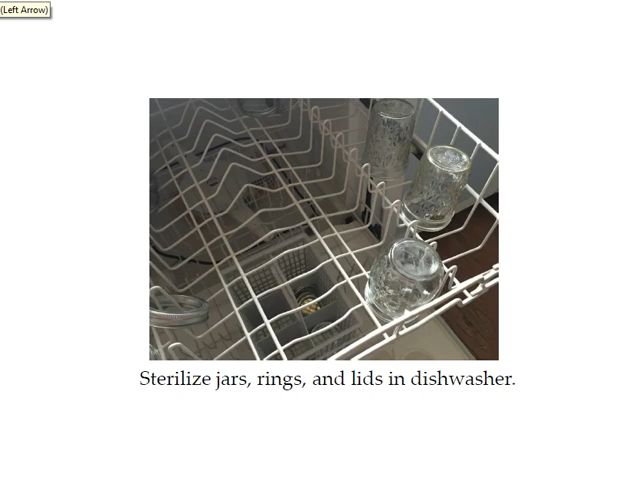 (Left Arrow)
Sterilize jars, rings, and lids in dishwasher.